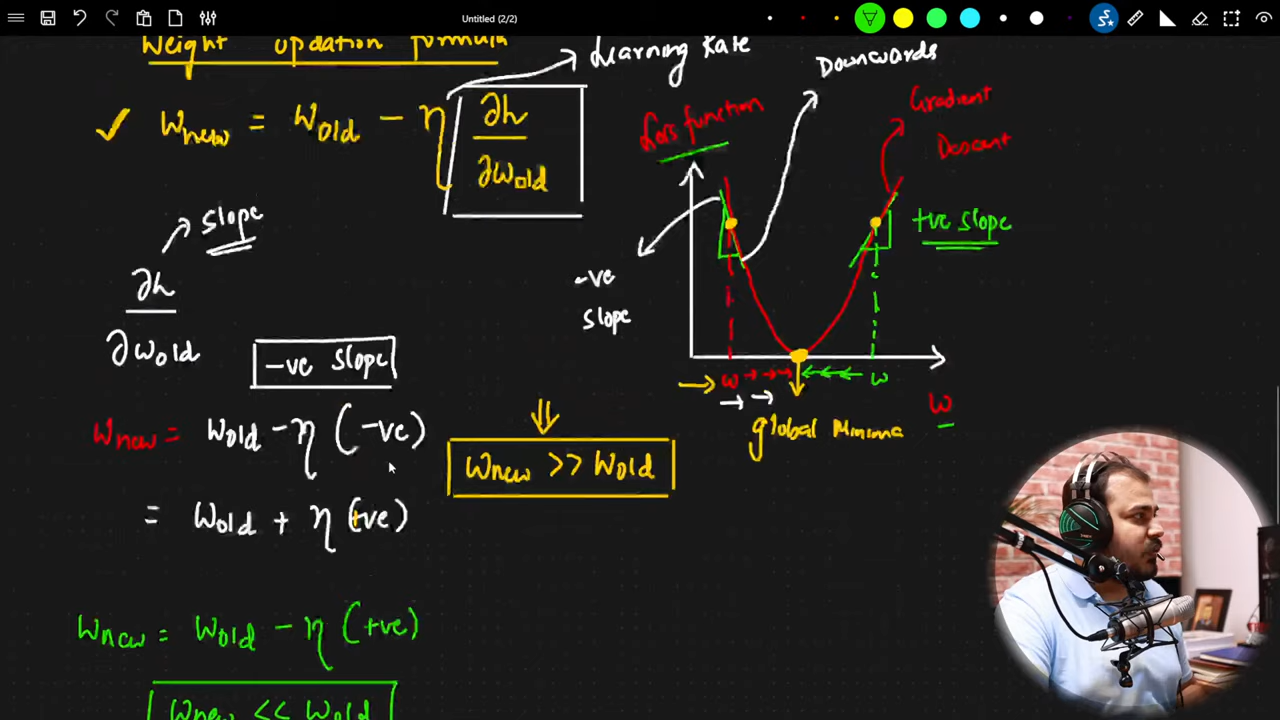 Untitled (2/2)
Weight updation formula
Learning Rate
✓ Wnew = Wold - η ∂h / ∂Wold
Slope
∂h / ∂Wold
-ve slope
Wnew = Wold - η (-ve)
= Wold + η (+ve)
Wnew >> Wold
Wnew = Wold - η (+ve)
Wnew << Wold
Loss function
Downwards
Gradient
Descent
+ve slope
-ve
slope
w
w
w
global Minima